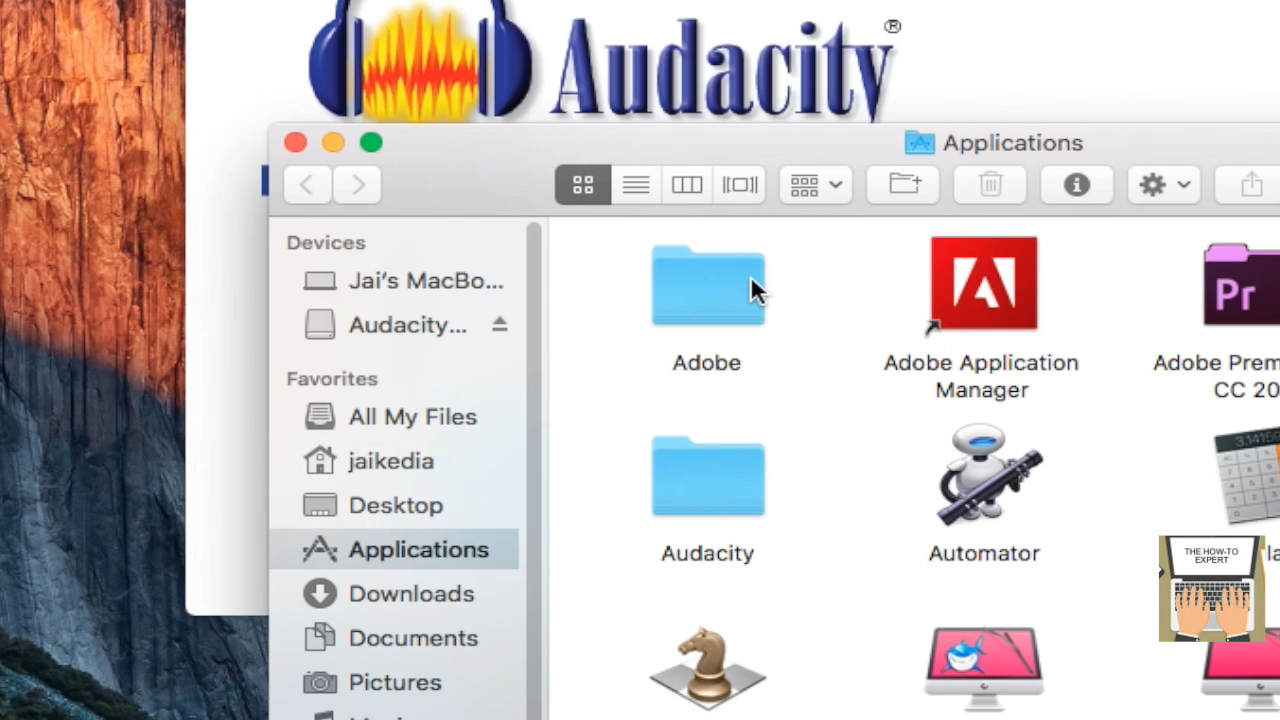 Audacity®
Applications
Devices
Jai's MacBo...
Audacity...
Favorites
All My Files
jaikedia
Desktop
Applications
Downloads
Documents
Pictures
Adobe
Adobe Application
Manager
Adobe Prem
CC 20
Pr
Audacity
Automator
THE HOW-TO
EXPERT